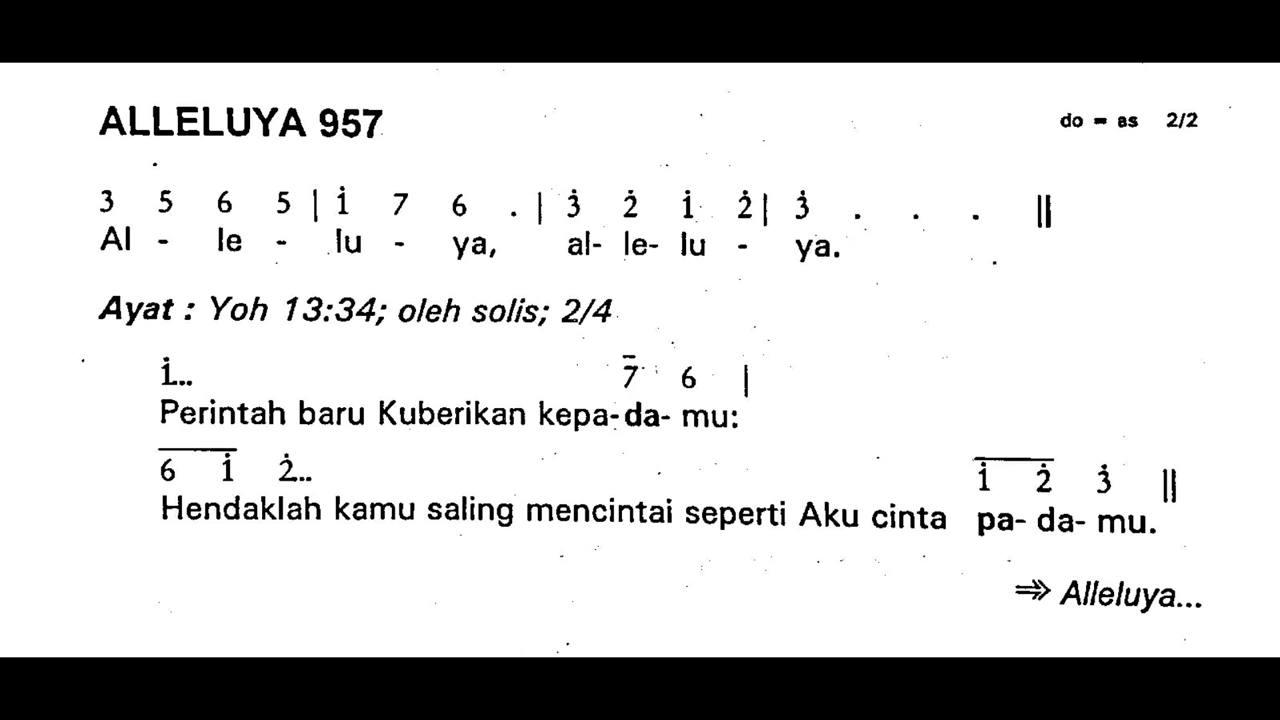 ALLELUYA 957 do = as 2/2
3 5 6 5 | i̇ 7 6 . | 3̇ 2̇ i̇ 2̇ | 3̇ . . . ||
Al - le - lu - ya, al- le- lu - ya.
Ayat : Yoh 13:34; oleh solis; 2/4
1̇... 7̅ 6 |
Perintah baru Kuberikan kepa-da- mu:
6 1̇ 2̇...  1̇ 2̇ 3̇ ||
Hendaklah kamu saling mencintai seperti Aku cinta pa- da- mu.
⇒ Alleluya...